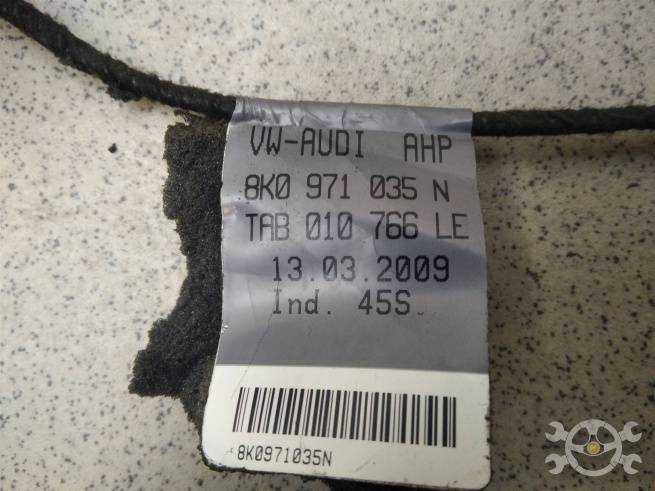 VW-AUDI AHP
8K0 971 035 N
TAB 010 766 LE
13.03.2009
Ind. 45S
8K0971035N